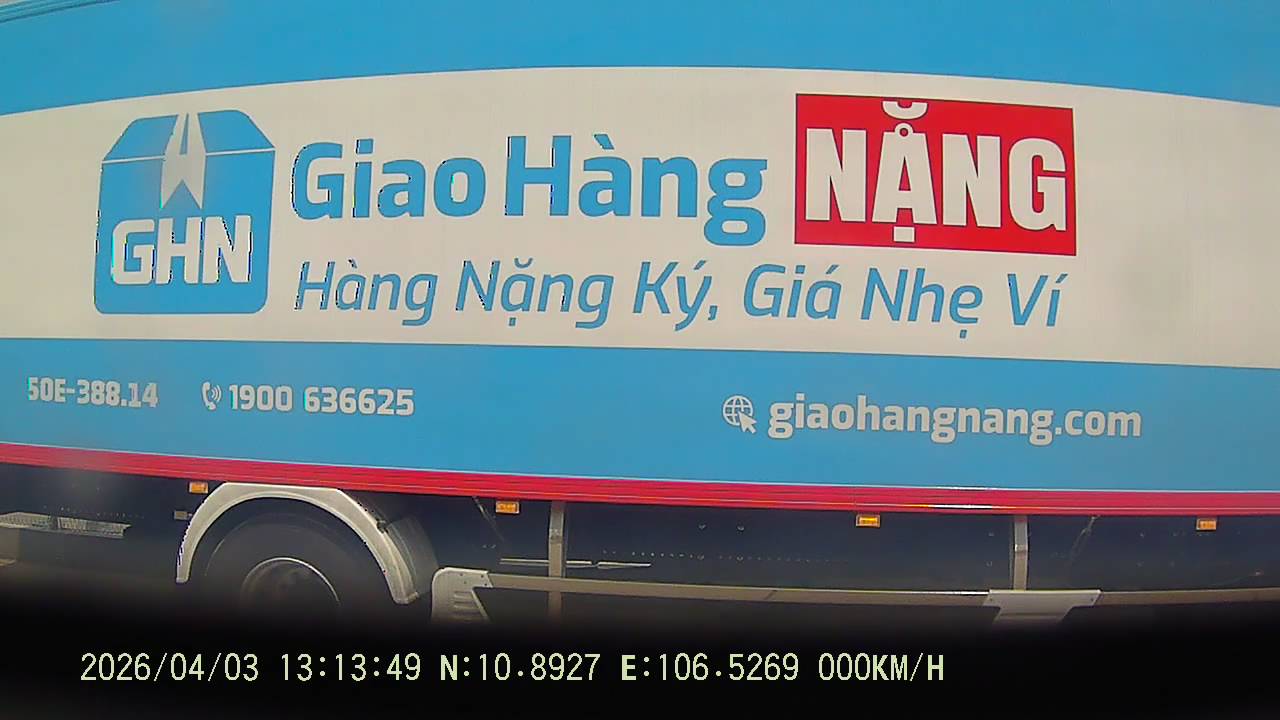 GHN
Giao Hàng NẶNG
Hàng Nặng Ký, Giá Nhẹ Ví
50E-388.14 1900 636625 giaohangnang.com
2026/04/03 13:13:49 N:10.8927 E:106.5269 000KM/H